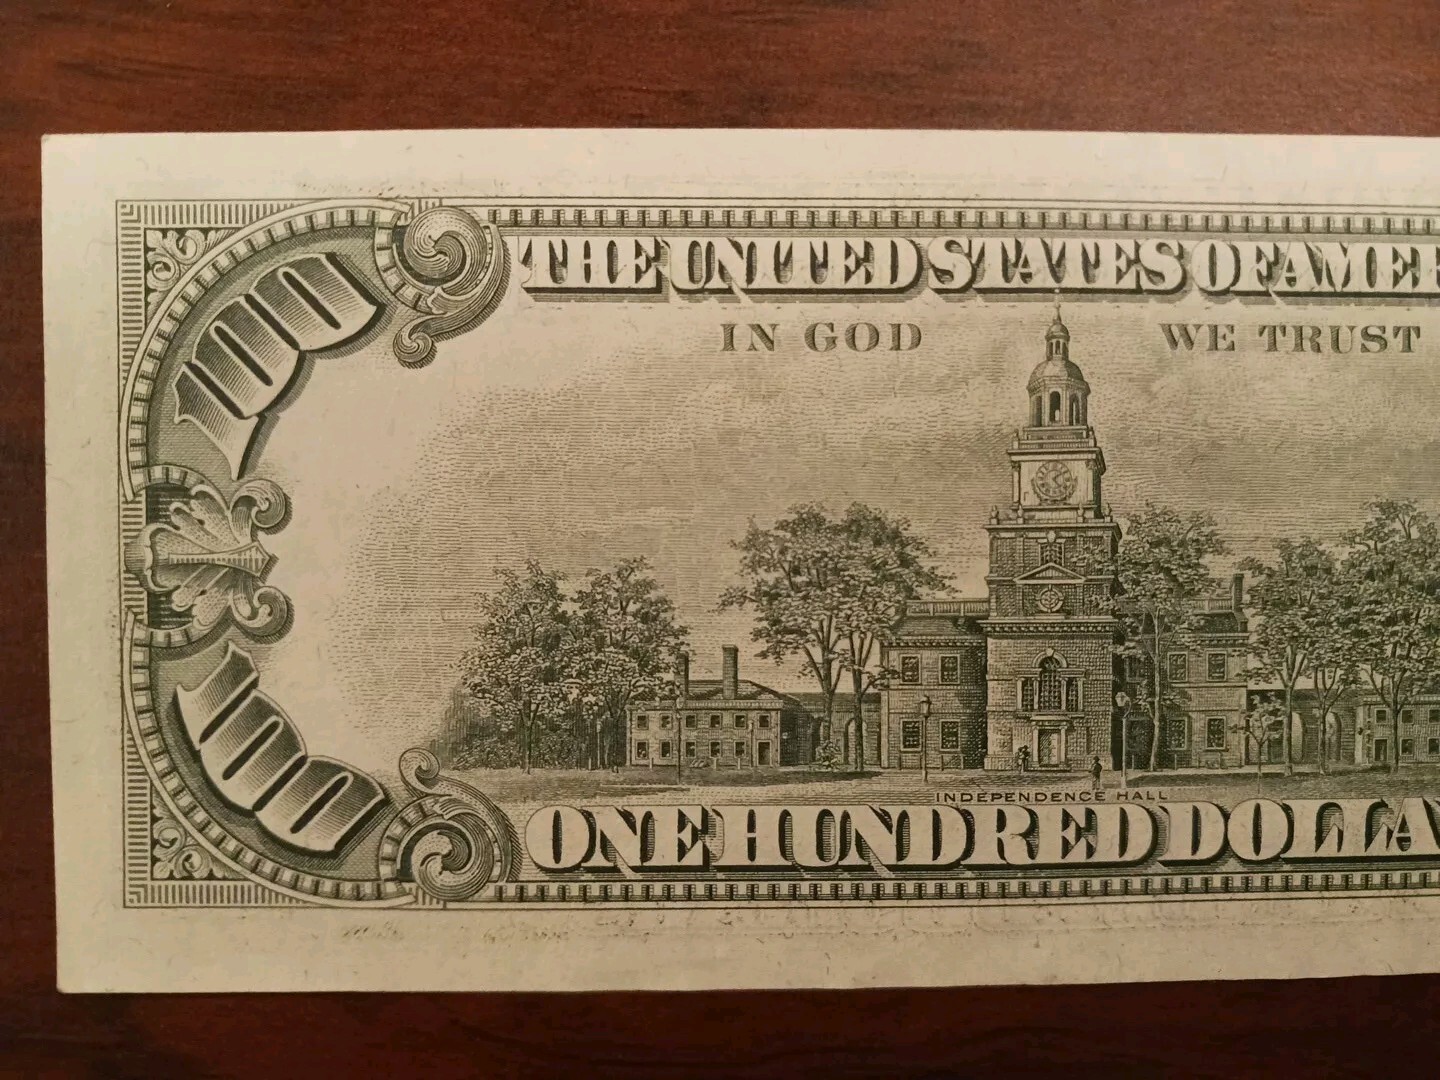 100
THE UNITED STATES OF AMER
IN GOD WE TRUST
100
INDEPENDENCE HALL
ONE HUNDRED DOLLA